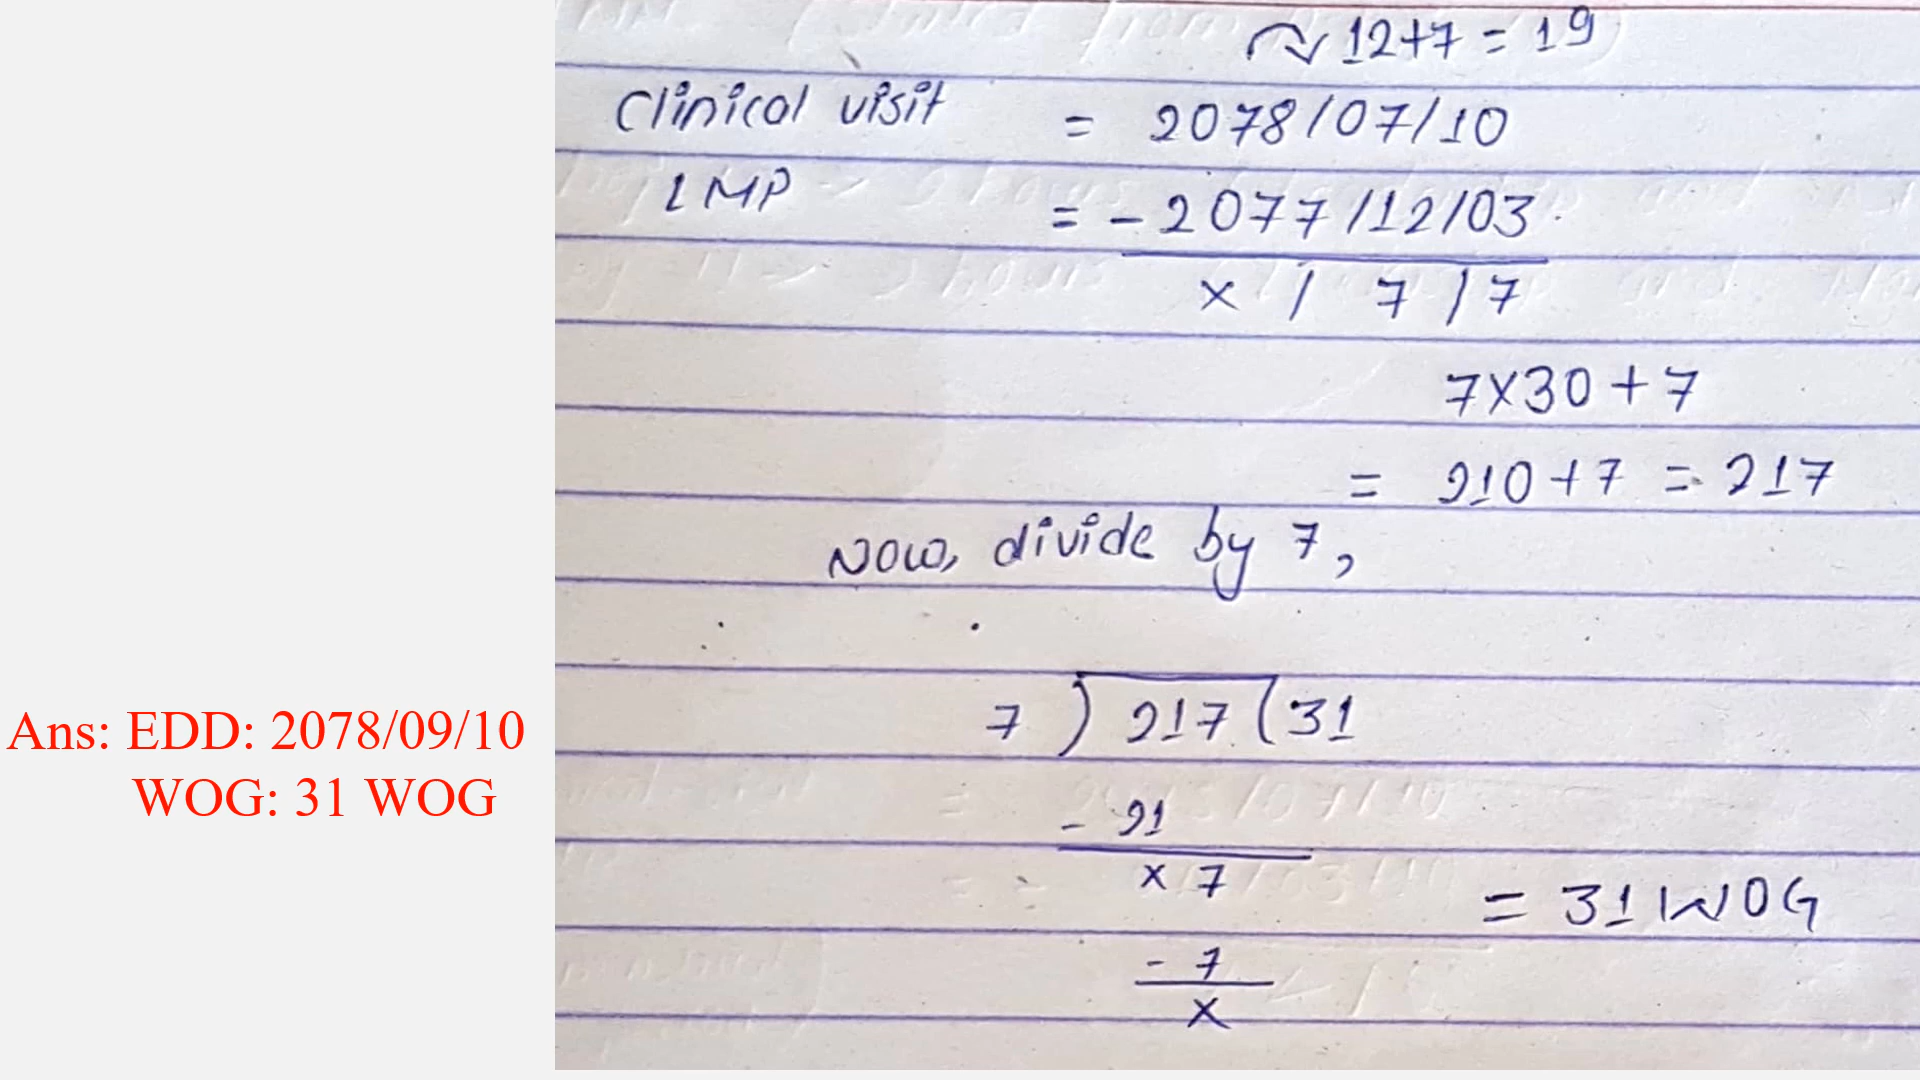 12+7 = 19
Clinical visit = 2078/07/10
LMP = - 2077/12/03
x / 7 / 7
7x30 + 7
= 210 + 7 = 217
Now, divide by 7,
7 ) 217 ( 31
- 21
x 7
= 31 WOG
- 7
x
Ans: EDD: 2078/09/10
WOG: 31 WOG